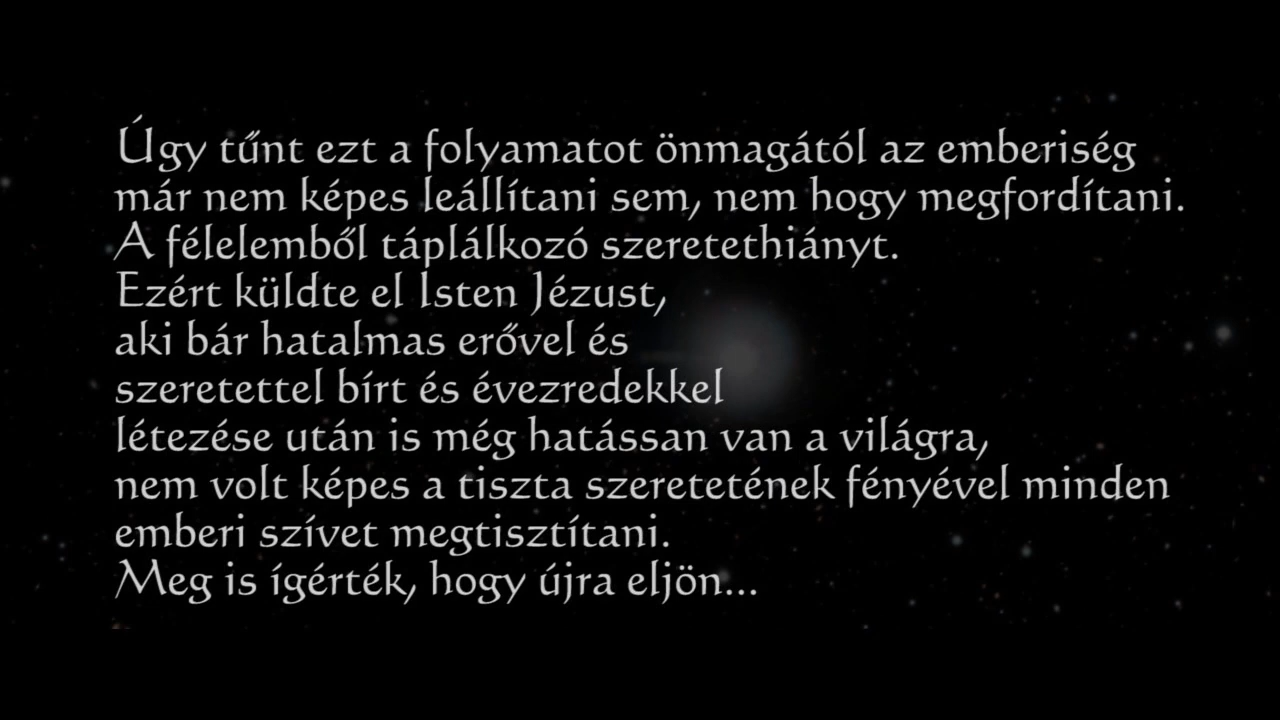 Úgy tűnt ezt a folyamatot önmagától az emberiség
már nem képes leállítani sem, nem hogy megfordítani.
A félelemből táplálkozó szeretethiányt.
Ezért küldte el Isten Jézust,
aki bár hatalmas erővel és
szeretettel bírt és évezredekkel
létezése után is még hatással van a világra,
nem volt képes a tiszta szeretetének fényével minden
emberi szívet megtisztítani.
Meg is ígérték, hogy újra eljön...